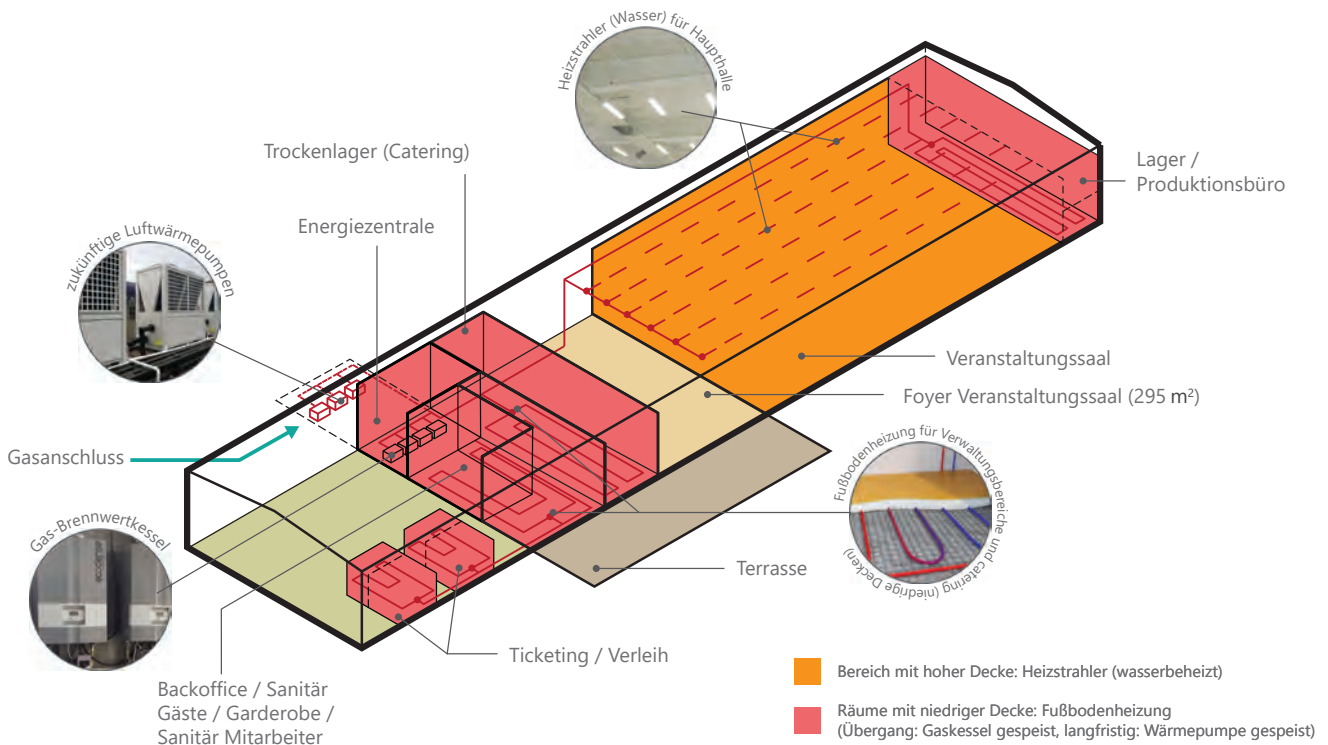 Heizstrahler (Wasser) für Haupthalle
Trockenlager (Catering)
Lager /
Produktionsbüro
Energiezentrale
zukünftige Luftwärmepumpen
Veranstaltungssaal
Foyer Veranstaltungssaal (295 m²)
Gasanschluss
Fußbodenheizung für Verwaltungsbereiche und catering (niedrige Decken)
Gas-Brennwertkessel
Terrasse
Ticketing / Verleih
Backoffice / Sanitär
Gäste / Garderobe /
Sanitär Mitarbeiter
Bereich mit hoher Decke: Heizstrahler (wasserbeheizt)
Räume mit niedriger Decke: Fußbodenheizung
(Übergang: Gaskessel gespeist, langfristig: Wärmepumpe gespeist)